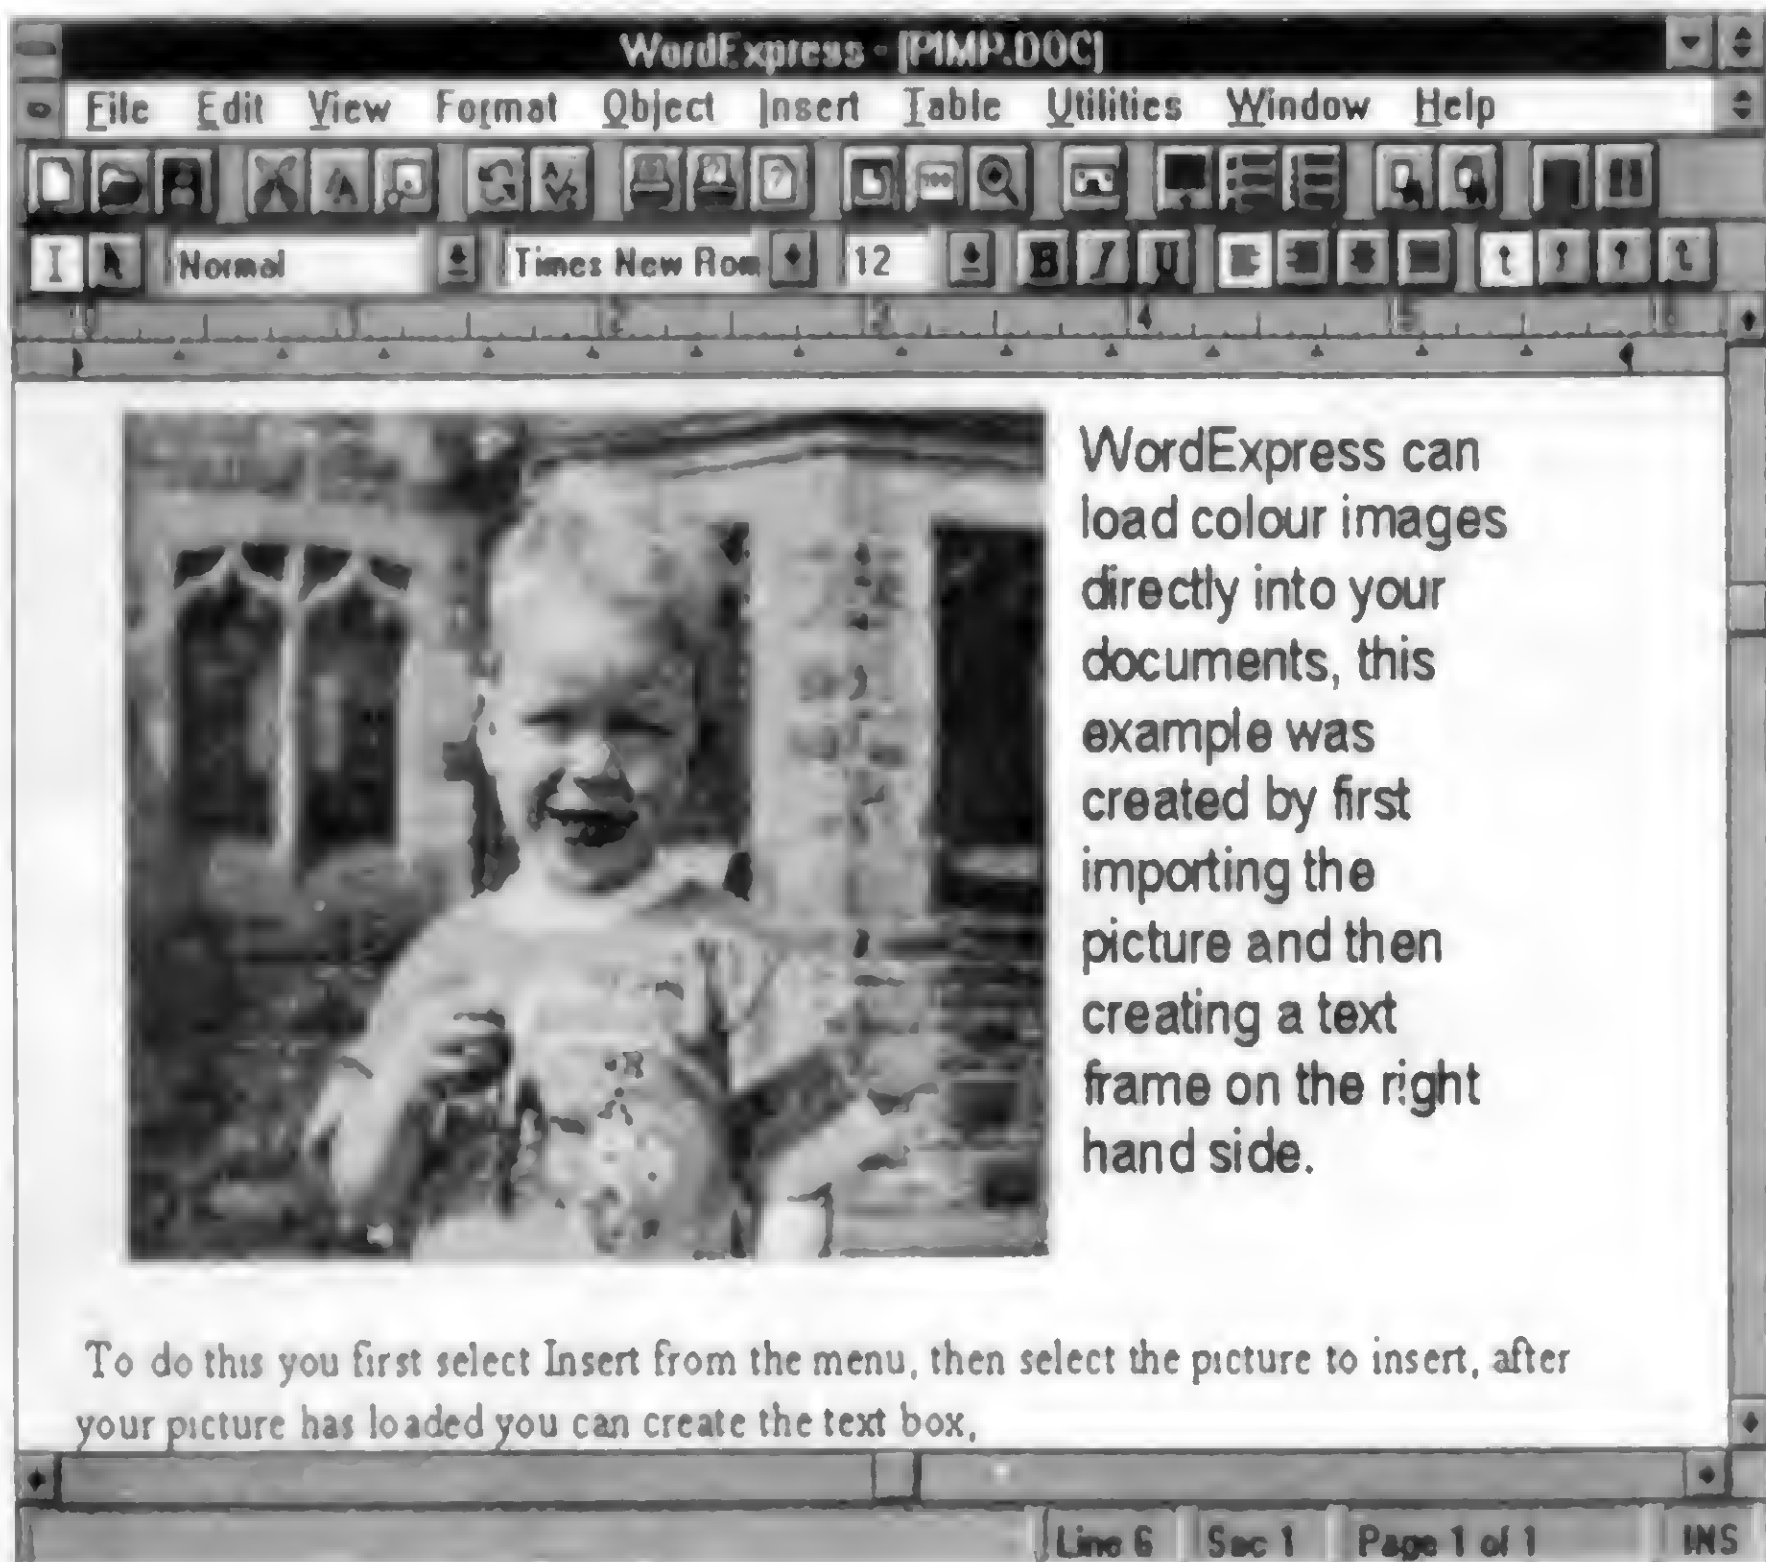 WordExpress - [PIMP.DOC]
File Edit View Format Object Insert Table Utilities Window Help
Normal Times New Rom 12 B I U
WordExpress can
load colour images
directly into your
documents, this
example was
created by first
importing the
picture and then
creating a text
frame on the right
hand side.
To do this you first select Insert from the menu, then select the picture to insert, after
your picture has loaded you can create the text box,
Line 6 Sec 1 Page 1 of 1 INS